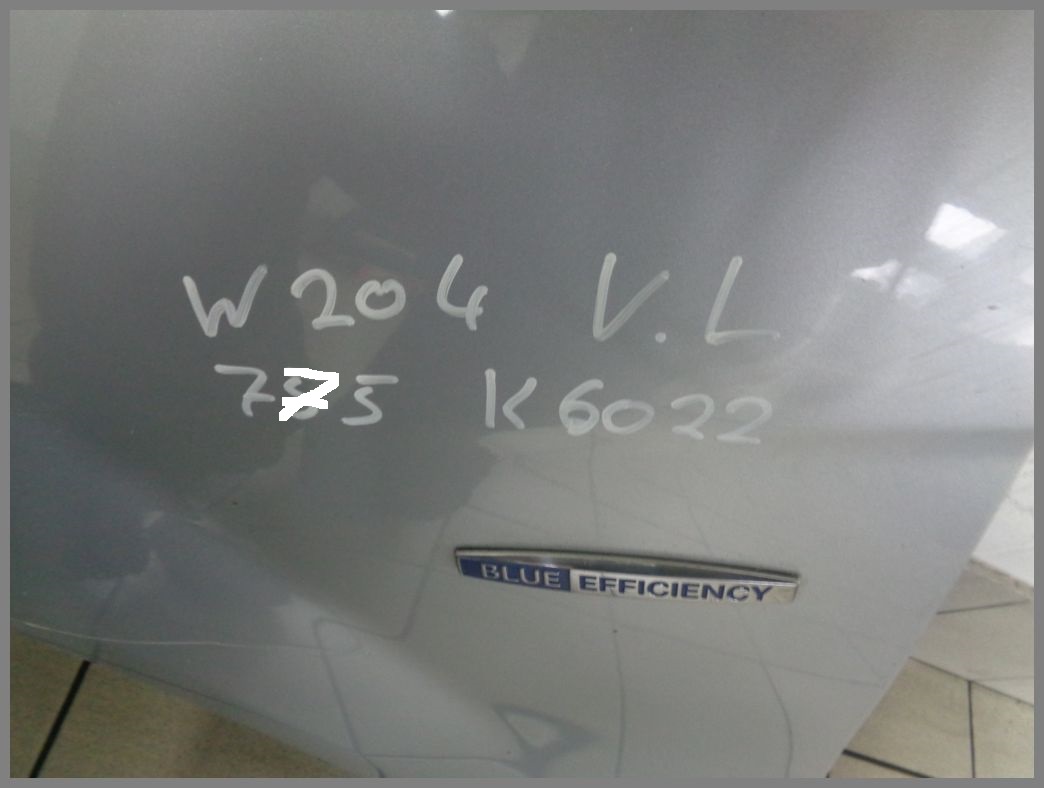 W204 V.L
775 K6022
BLUE EFFICIENCY